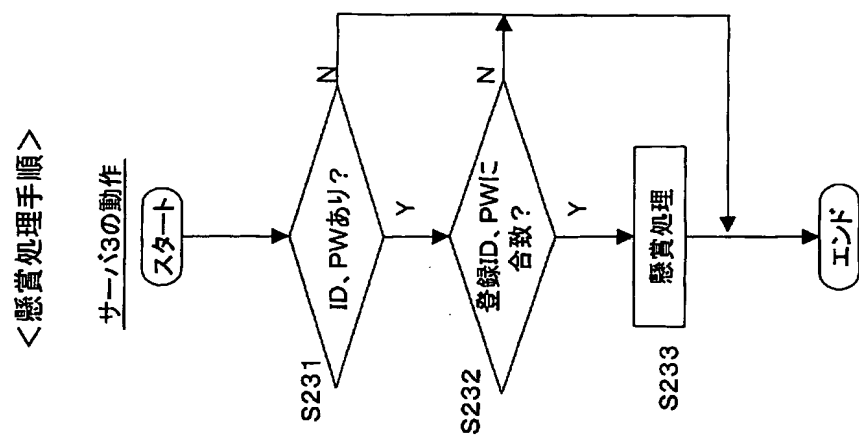 <懸賞処理手順>
サーバ3の動作
スタート
S231
ID、PWあり?
N
Y
S232
登録ID、PWに
合致?
N
Y
S233
懸賞処理
エンド